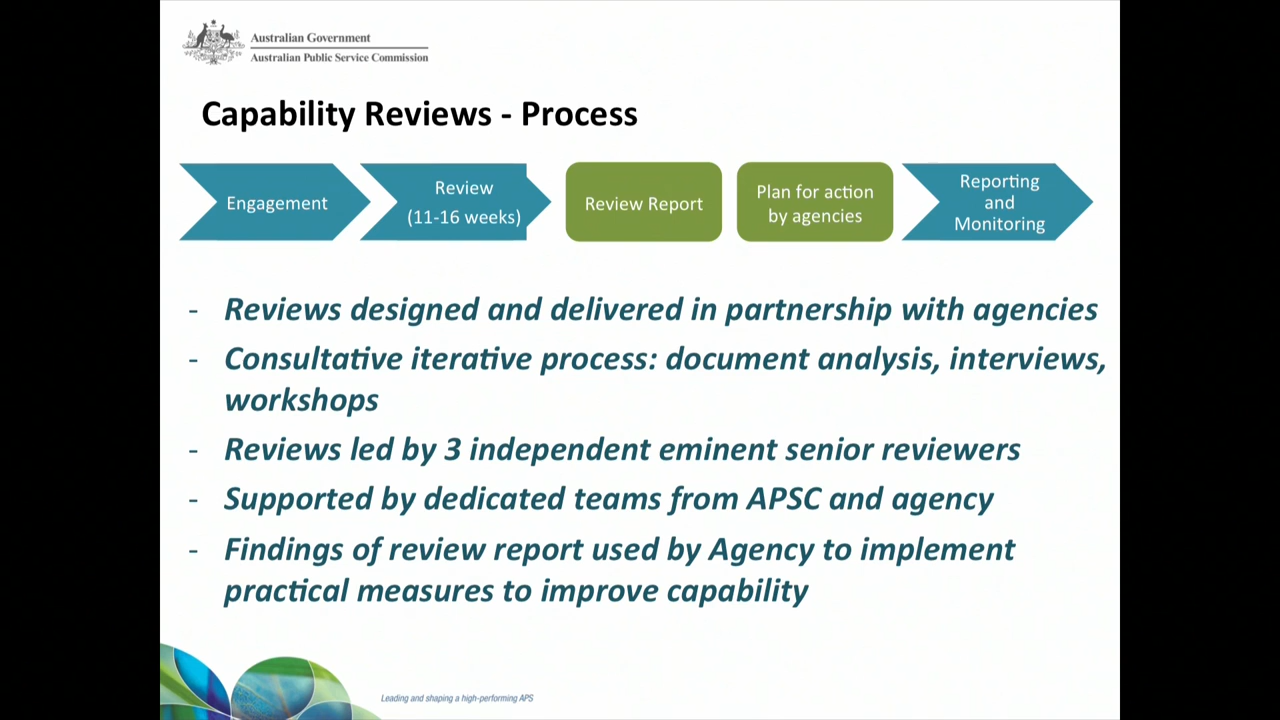 Australian Government
Australian Public Service Commission
Capability Reviews - Process
Engagement
Review
(11-16 weeks)
Review Report
Plan for action
by agencies
Reporting
and
Monitoring
- Reviews designed and delivered in partnership with agencies
- Consultative iterative process: document analysis, interviews,
workshops
- Reviews led by 3 independent eminent senior reviewers
- Supported by dedicated teams from APSC and agency
- Findings of review report used by Agency to implement
practical measures to improve capability
Leading and shaping a high-performing APS